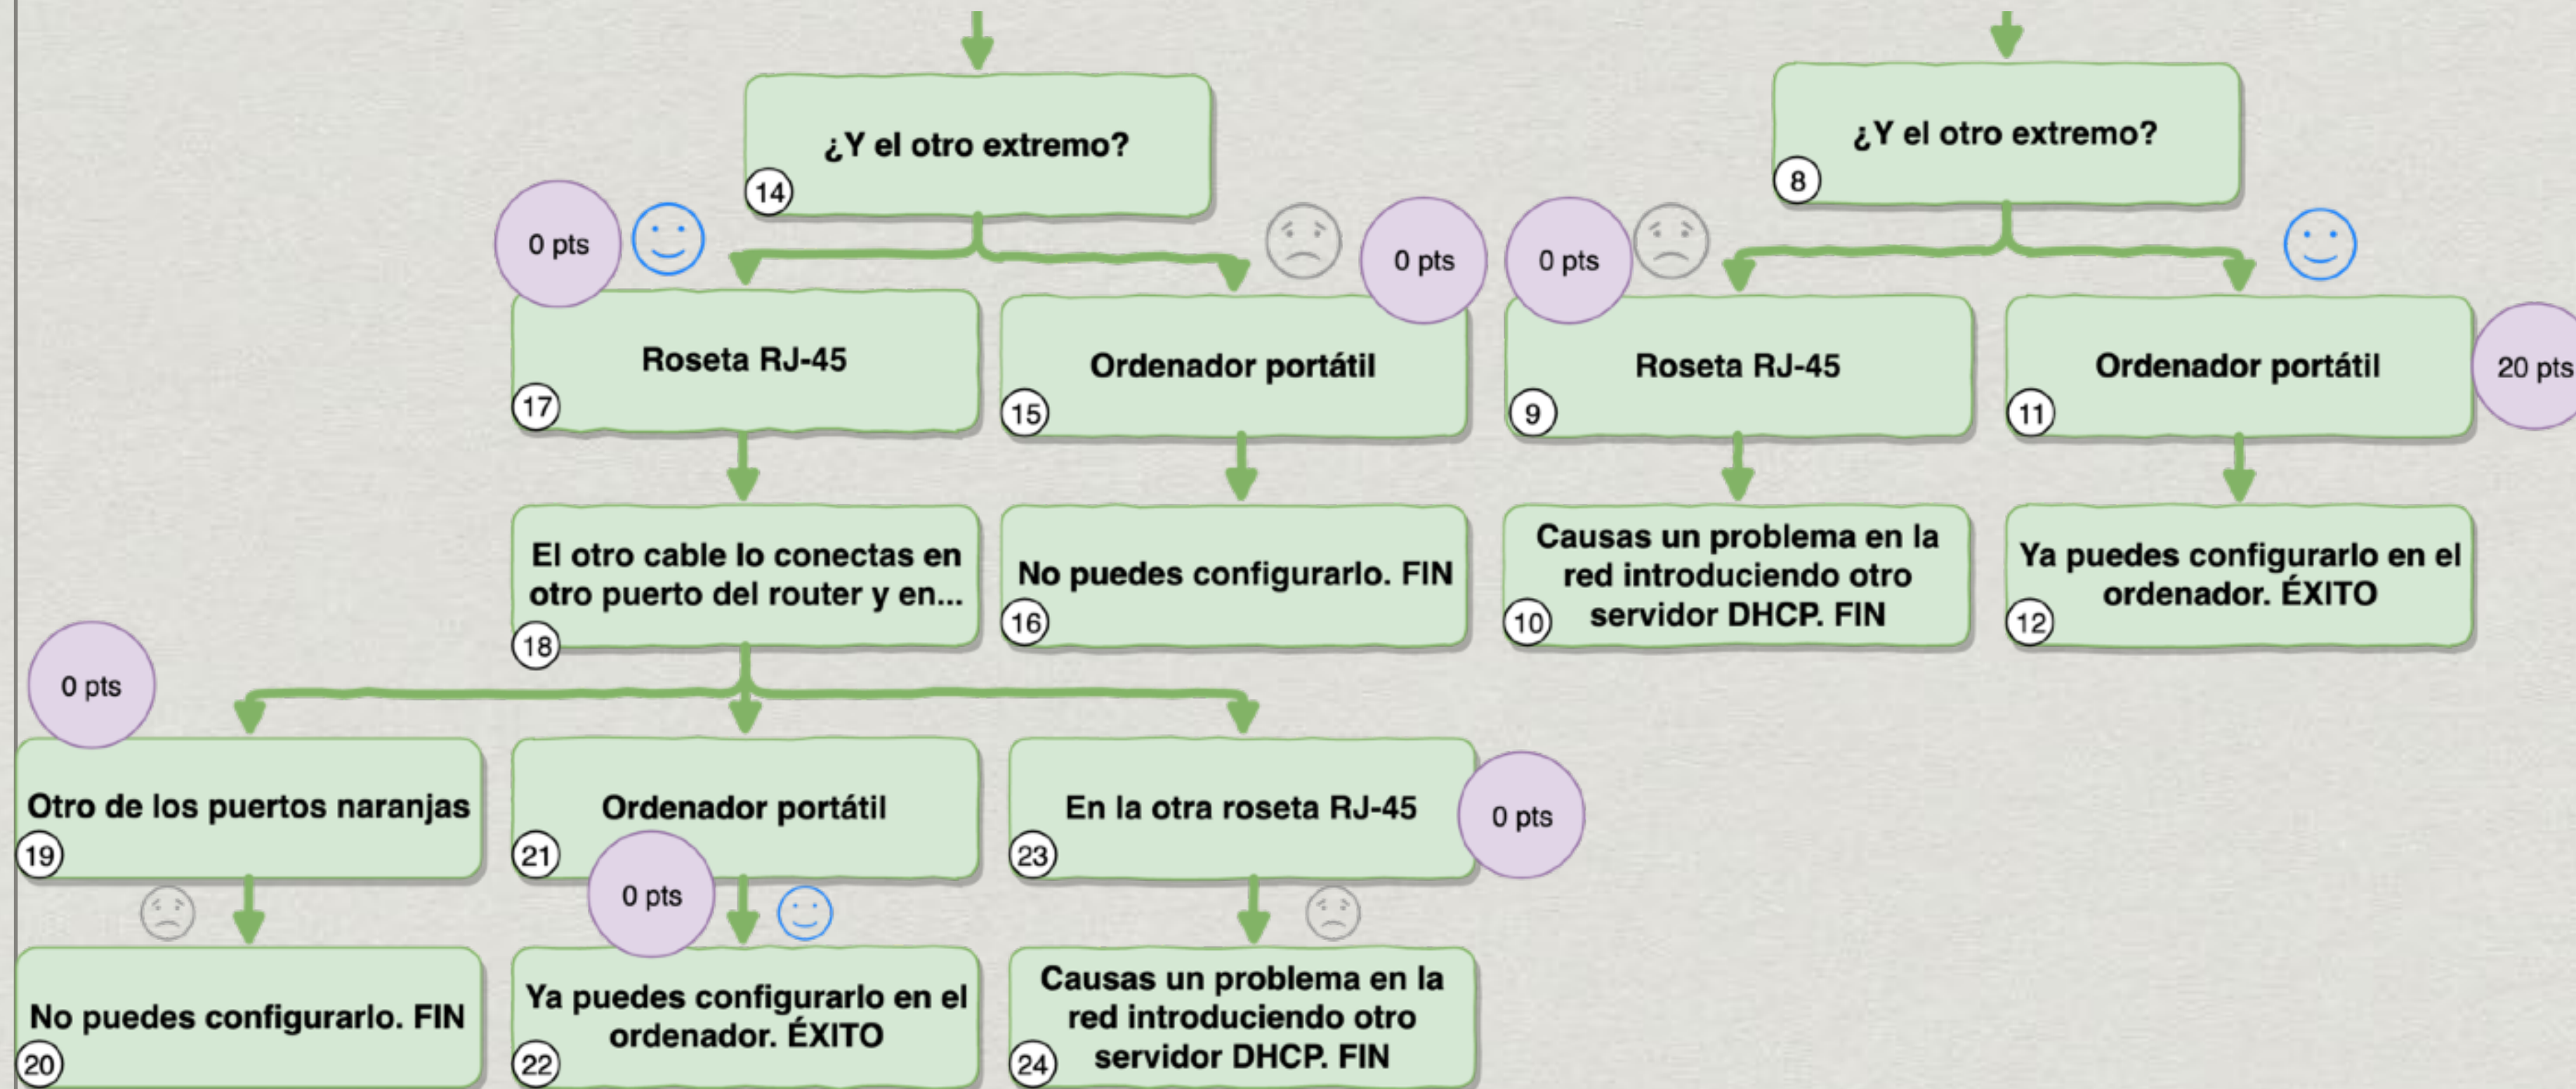 ¿Y el otro extremo?
14
¿Y el otro extremo?
8
0 pts
0 pts
0 pts
Roseta RJ-45
17
Ordenador portátil
15
Roseta RJ-45
9
Ordenador portátil
11
20 pts
El otro cable lo conectas en
otro puerto del router y en...
18
No puedes configurarlo. FIN
16
Causas un problema en la
red introduciendo otro
servidor DHCP. FIN
10
Ya puedes configurarlo en el
ordenador. ÉXITO
12
0 pts
Otro de los puertos naranjas
19
Ordenador portátil
21
0 pts
En la otra roseta RJ-45
23
0 pts
No puedes configurarlo. FIN
20
Ya puedes configurarlo en el
ordenador. ÉXITO
22
Causas un problema en la
red introduciendo otro
servidor DHCP. FIN
24